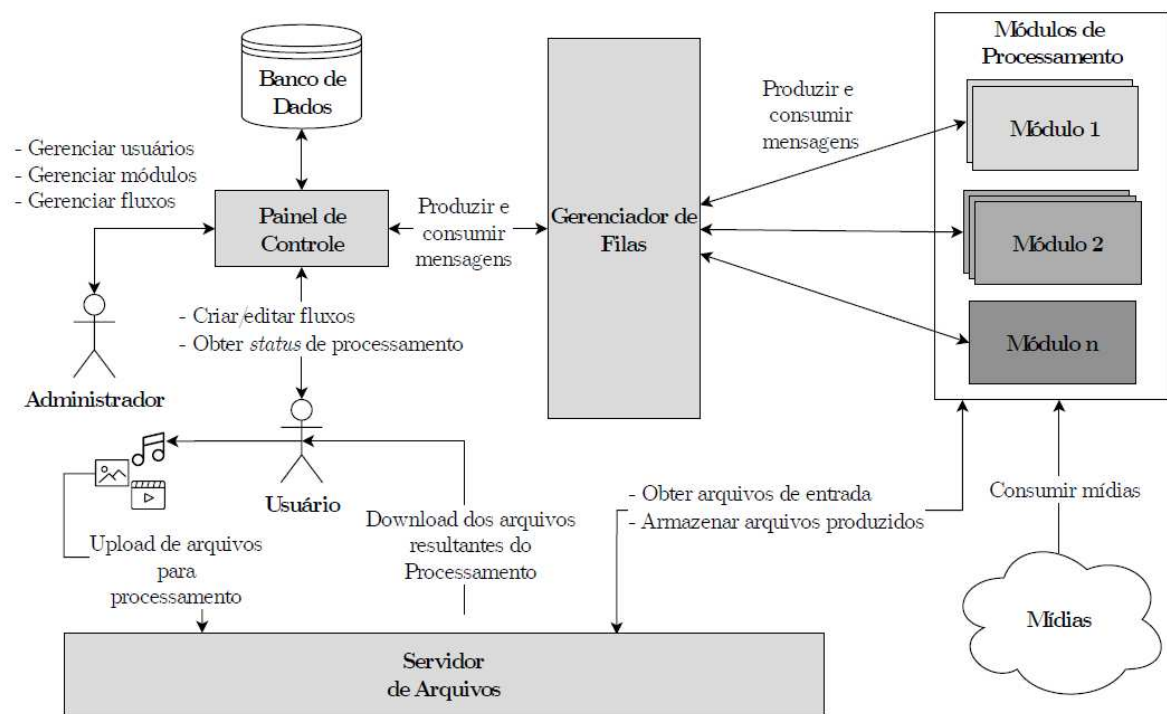 Banco de
Dados
- Gerenciar usuários
- Gerenciar módulos
- Gerenciar fluxos
Painel de
Controle
Produzir e
consumir
mensagens
Gerenciador de
Filas
Produzir e
consumir
mensagens
Módulos de
Processamento
Módulo 1
Módulo 2
Módulo n
Administrador
- Criar/editar fluxos
- Obter status de processamento
Usuário
Upload de arquivos
para
processamento
Download dos arquivos
resultantes do
Processamento
- Obter arquivos de entrada
- Armazenar arquivos produzidos
Consumir mídias
Mídias
Servidor
de Arquivos